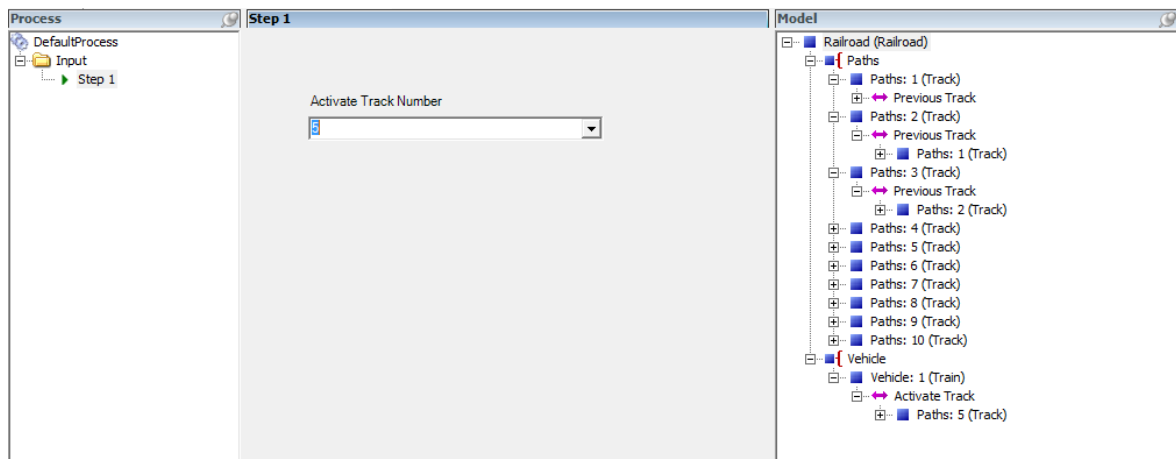 Process
DefaultProcess
Input
Step 1
Step 1
Activate Track Number
5
Model
Railroad (Railroad)
Paths
Paths: 1 (Track)
Previous Track
Paths: 2 (Track)
Previous Track
Paths: 1 (Track)
Paths: 3 (Track)
Previous Track
Paths: 2 (Track)
Paths: 4 (Track)
Paths: 5 (Track)
Paths: 6 (Track)
Paths: 7 (Track)
Paths: 8 (Track)
Paths: 9 (Track)
Paths: 10 (Track)
Vehicle
Vehicle: 1 (Train)
Activate Track
Paths: 5 (Track)